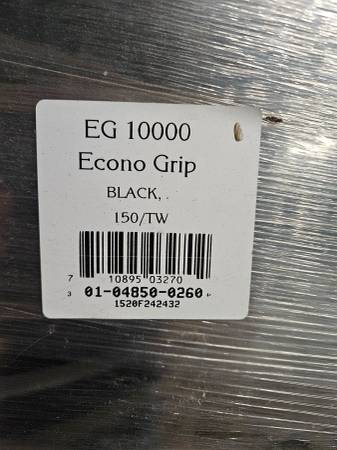 EG 10000
Econo Grip
BLACK, .
150/TW
7 10895 03270
3 01-04850-0260 P
1520F242432